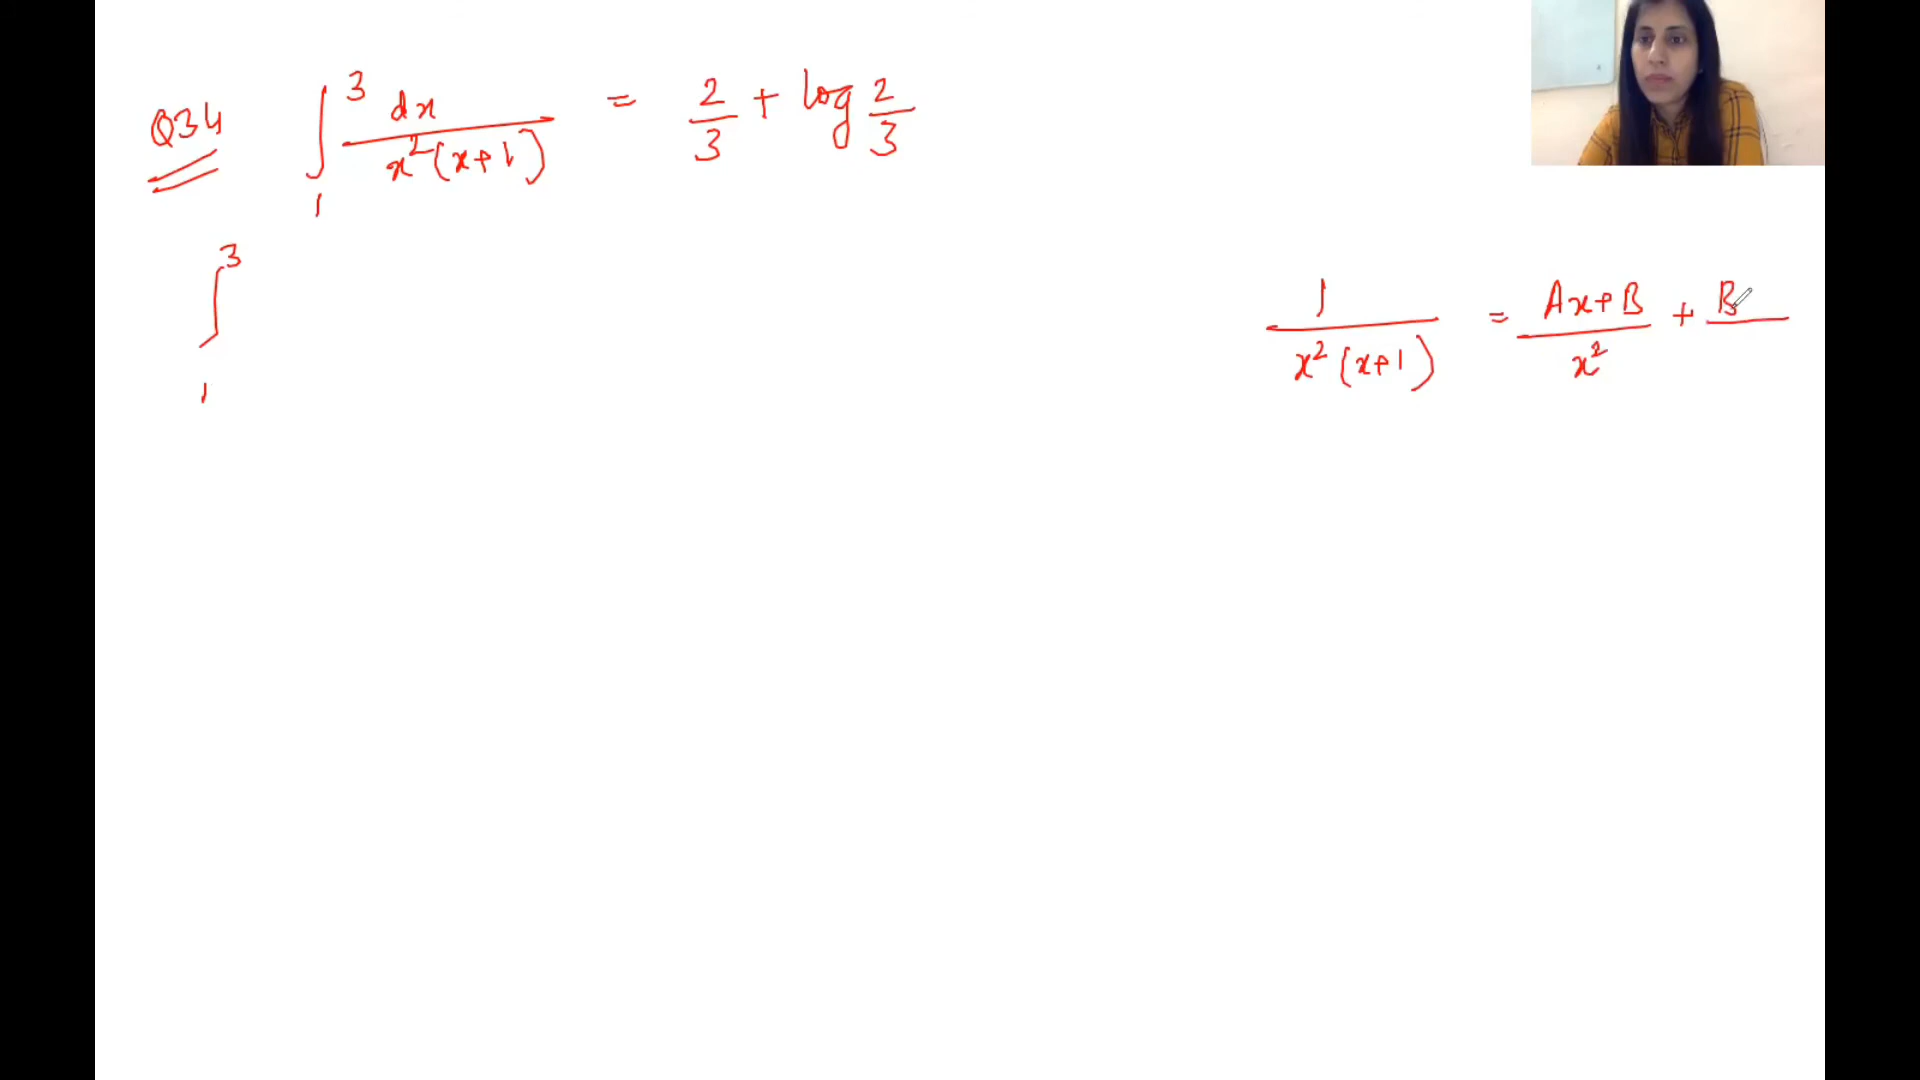 Q34 ∫₁³ dx / x²(x+1) = 2/3 + log 2/3
∫₁³
1 / x²(x+1) = Ax+B / x² + B